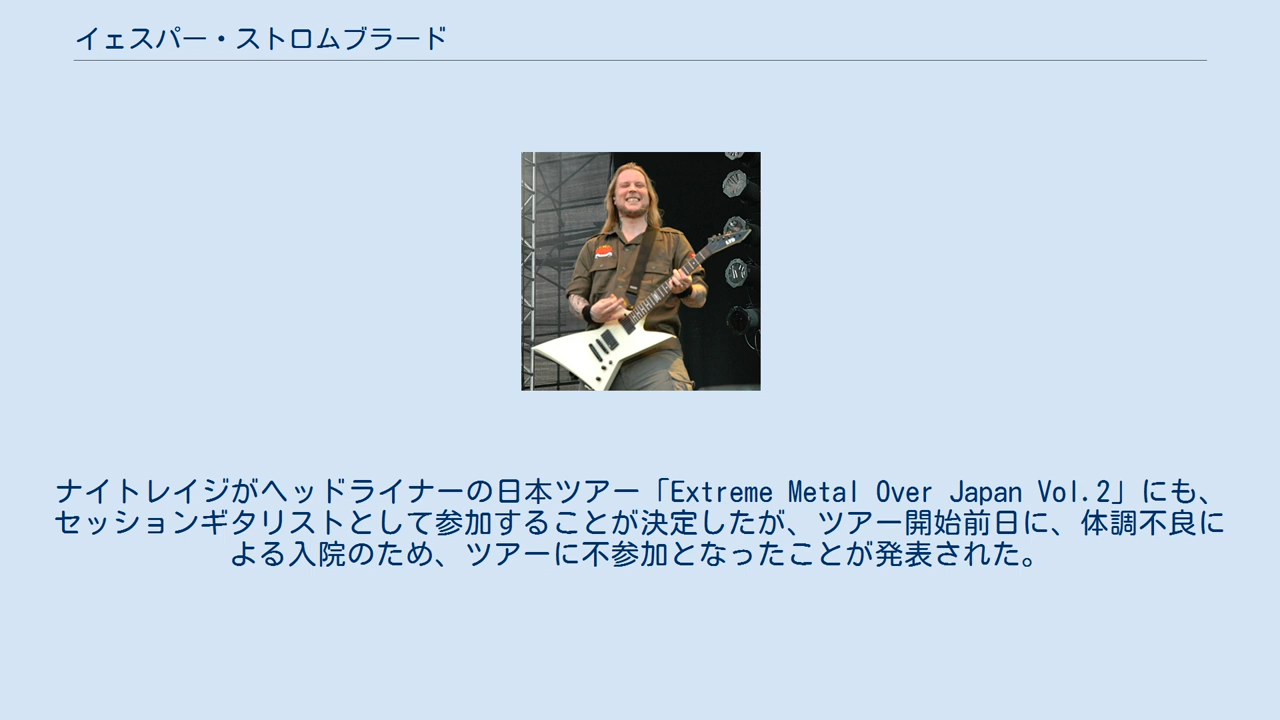 イェスパー・ストロムブラード
ナイトレイジがヘッドライナーの日本ツアー「Extreme Metal Over Japan Vol.2」にも、
セッションギタリストとして参加することが決定したが、ツアー開始前日に、体調不良に
よる入院のため、ツアーに不参加となったことが発表された。